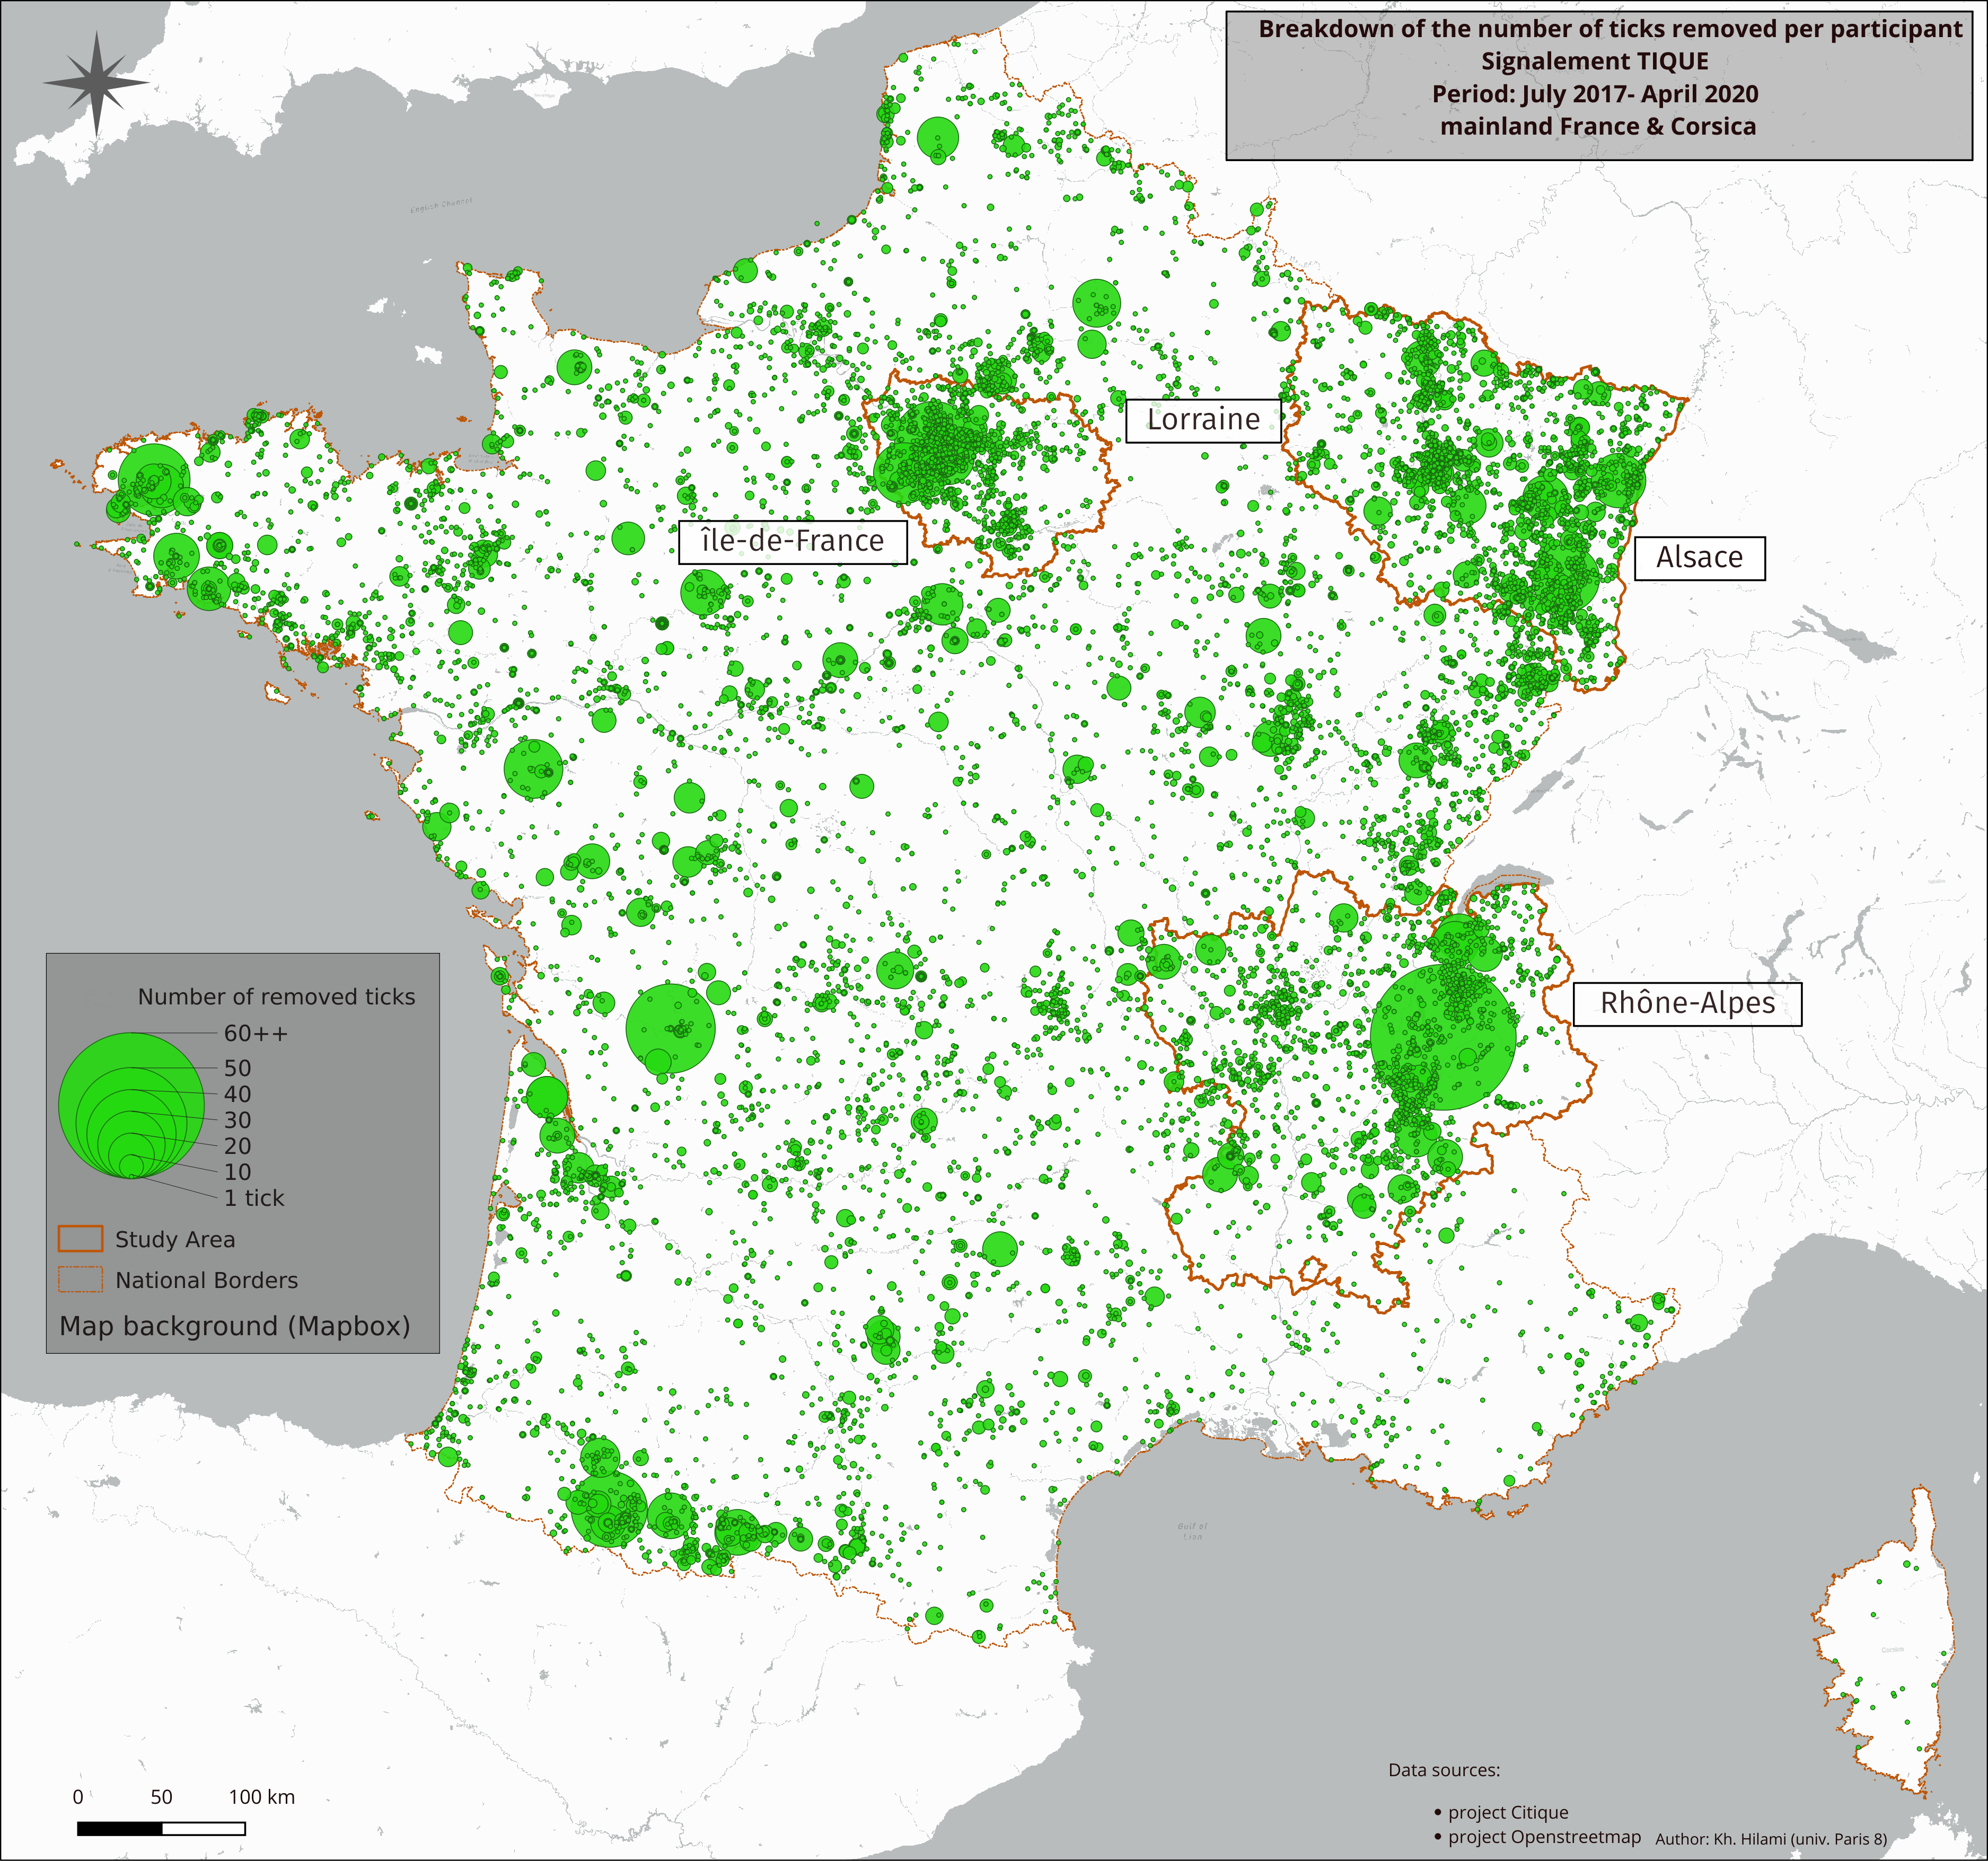 Breakdown of the number of ticks removed per participant
Signalement TIQUE
Period: July 2017- April 2020
mainland France & Corsica
English Channel
Lorraine
île-de-France
Alsace
Rhône-Alpes
Number of removed ticks
60++
50
40
30
20
10
1 tick
Study Area
National Borders
Map background (Mapbox)
Gulf of
Lion
0 50 100 km
Data sources:
• project Citique
• project Openstreetmap
Author: Kh. Hilami (univ. Paris 8)